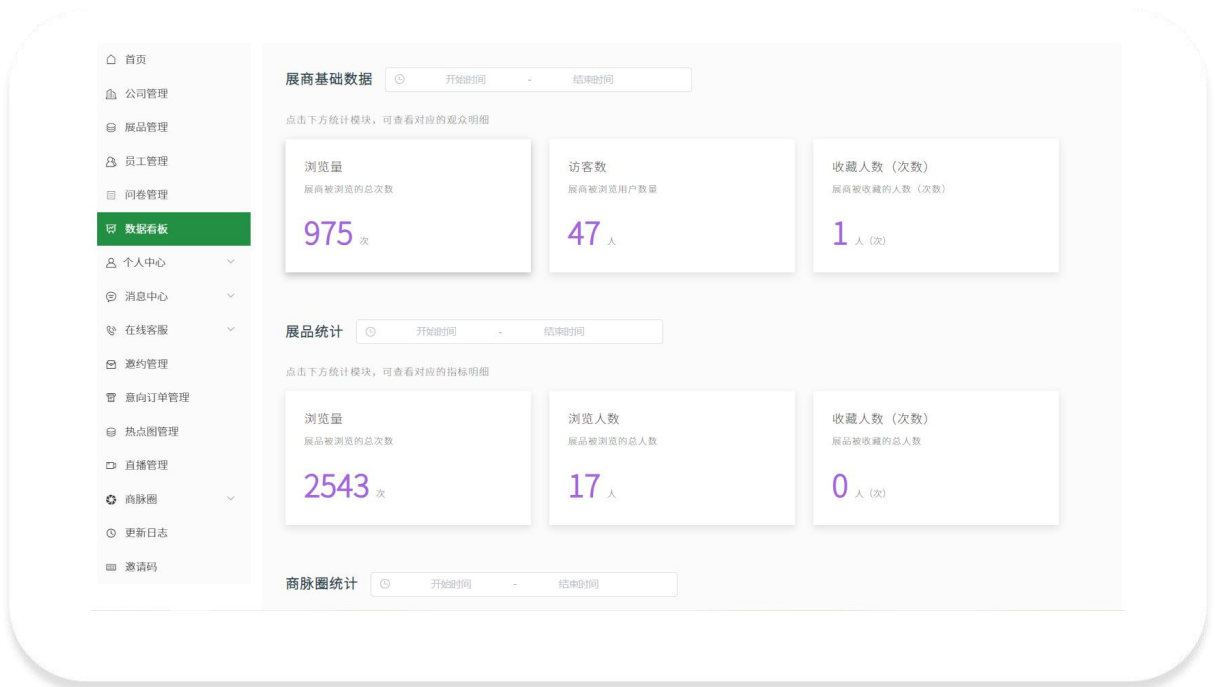 首页
公司管理
展品管理
员工管理
问卷管理
数据看板
个人中心
消息中心
在线客服
邀约管理
意向订单管理
热点图管理
直播管理
商脉圈
更新日志
邀请码
展商基础数据 开始时间 - 结束时间
点击下方统计模块，可查看对应的观众明细
浏览量
展商被浏览的总次数
975 次
访客数
展商被浏览用户数量
47 人
收藏人数（次数）
展商被收藏的人数（次数）
1 人（次）
展品统计 开始时间 - 结束时间
点击下方统计模块，可查看对应的指标明细
浏览量
展品被浏览的总次数
2543 次
浏览人数
展品被浏览的总人数
17 人
收藏人数（次数）
展品被收藏的总人数
0 人（次）
商脉圈统计 开始时间 - 结束时间